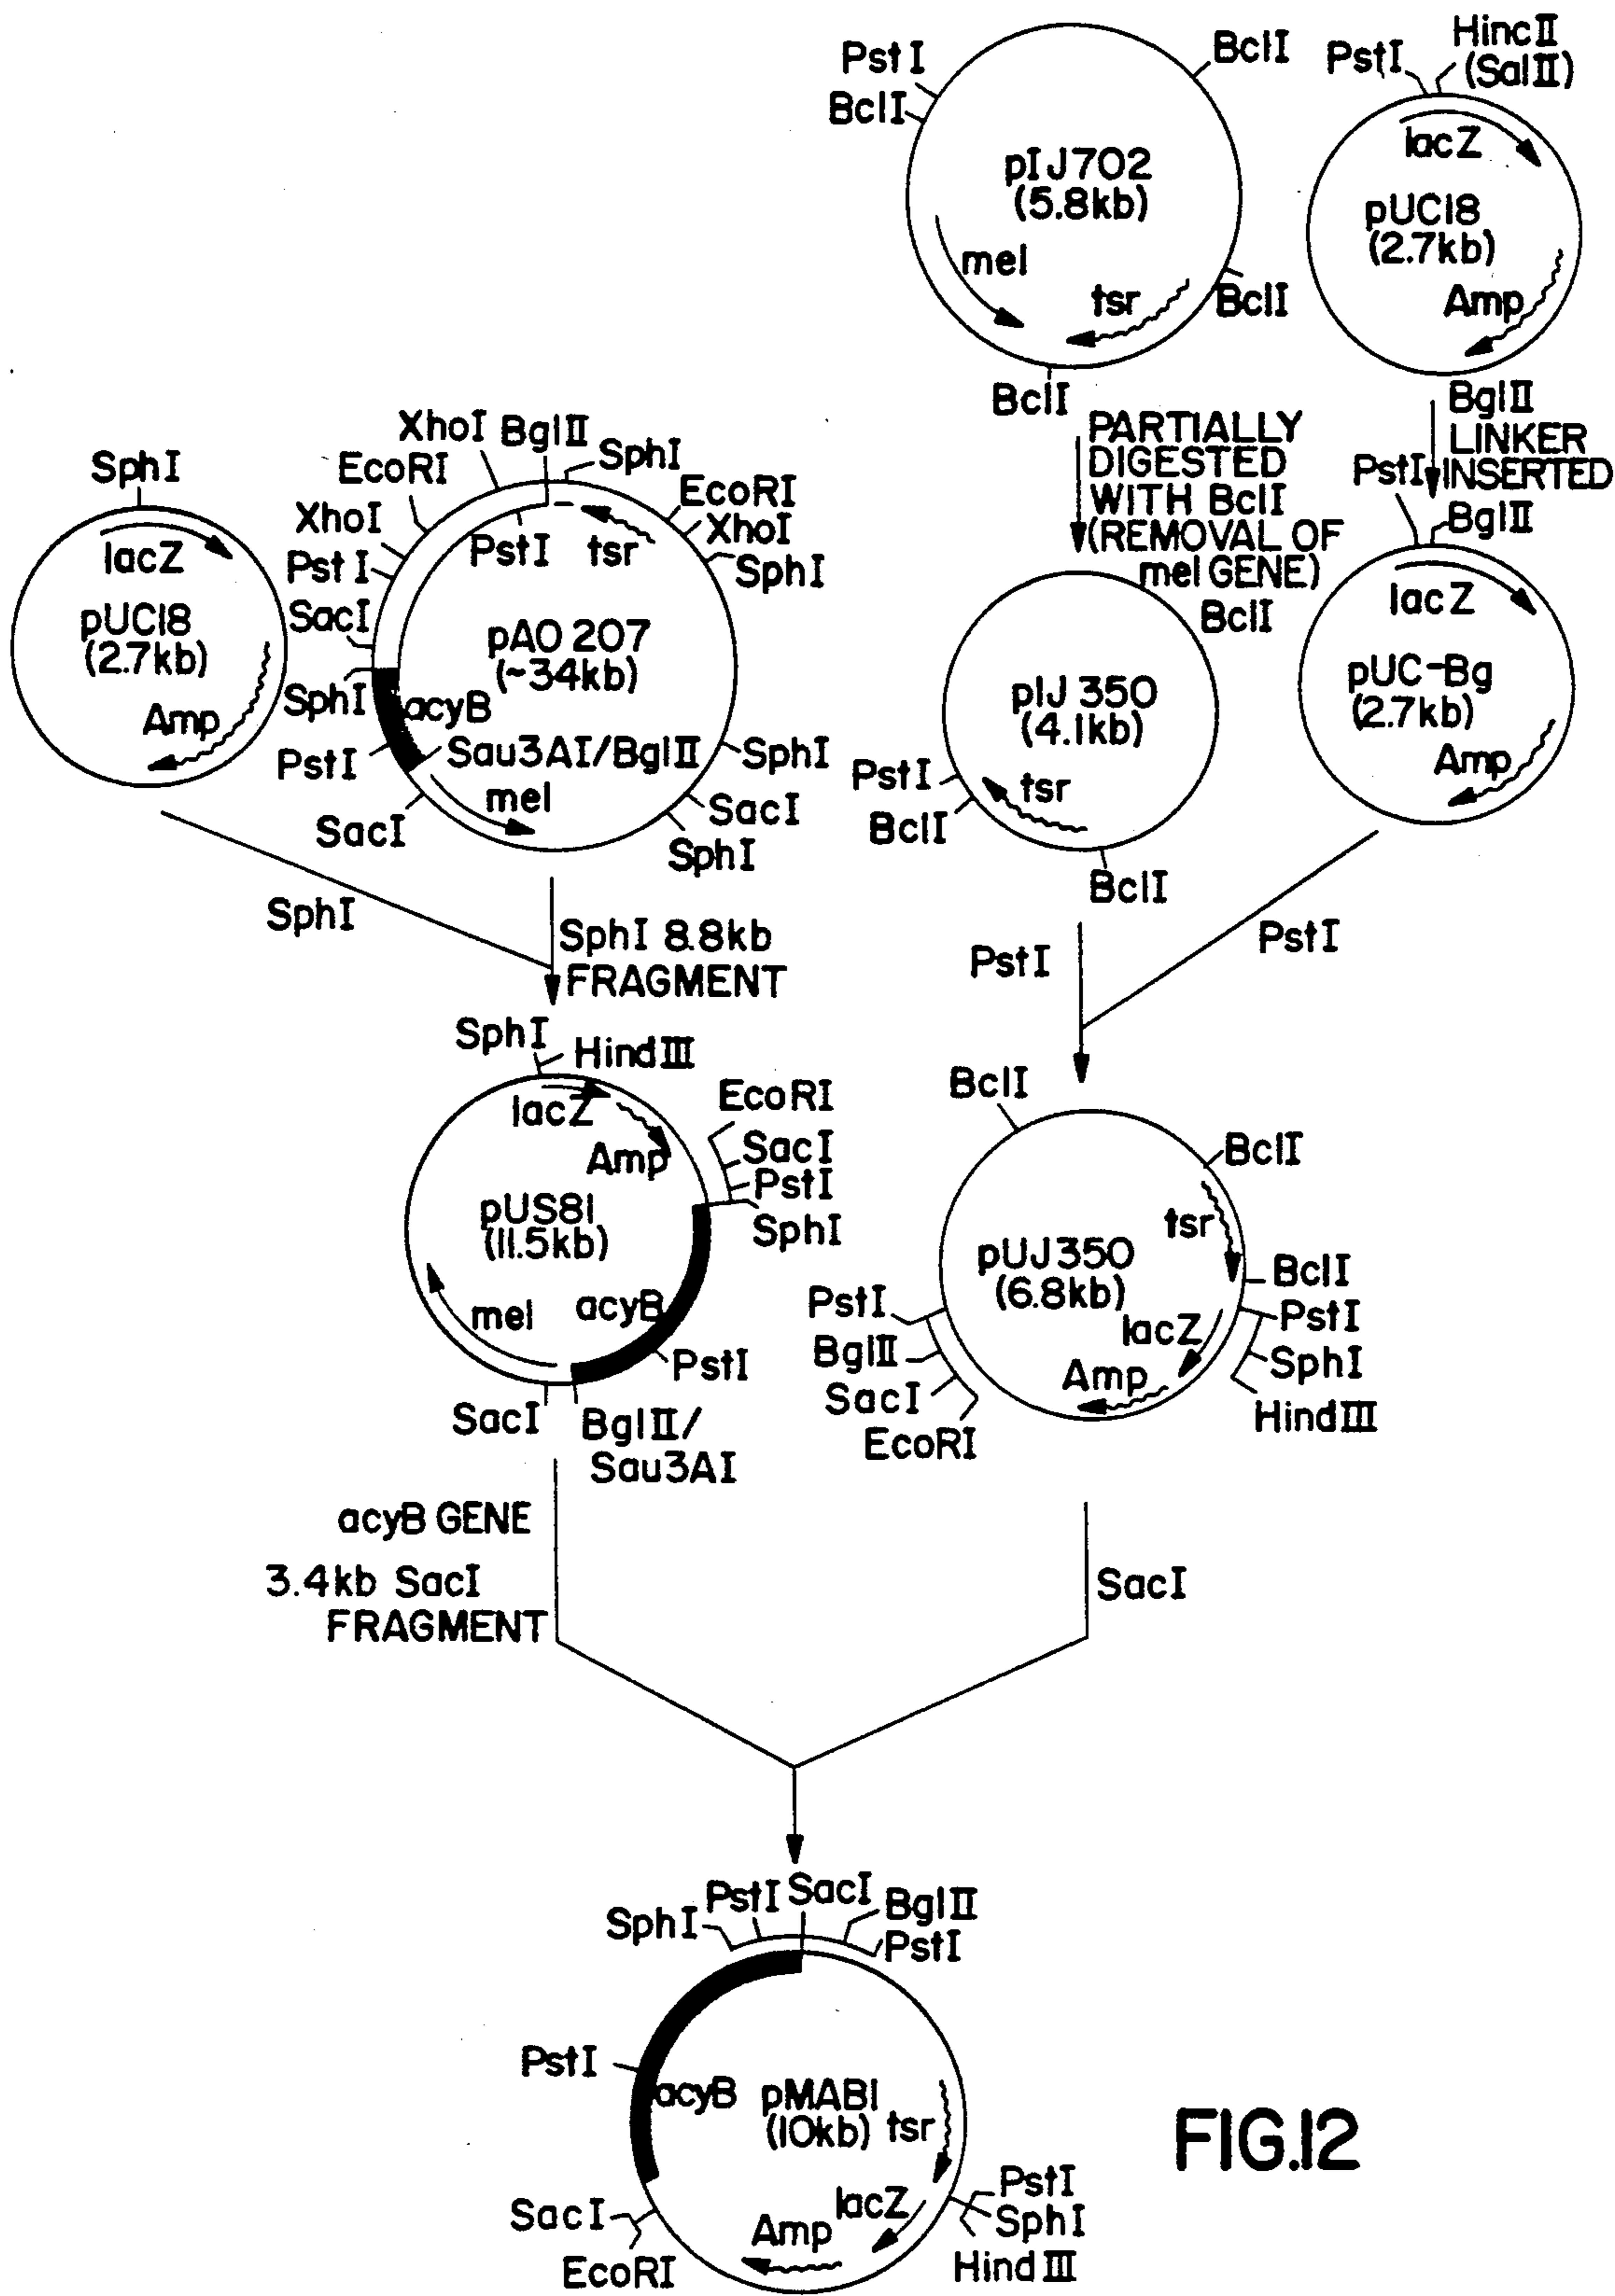 PstI
BclI
BclI
pIJ702
(5.8kb)
mel
tsr
BclI
BclI
PstI
HincII
(SalII)
lacZ
pUC18
(2.7kb)
Amp
PARTIALLY
DIGESTED
WITH BclI
(REMOVAL OF
mel GENE)
BglII
LINKER
INSERTED
SphI
lacZ
pUC18
(2.7kb)
Amp
XhoI
BglII
SphI
EcoRI
EcoRI
XhoI
XhoI
PstI
PstI
tsr
SphI
SacI
pAO 207
(~34kb)
SphI
acyB
PstI
Sau3AI/BglII
SphI
mel
SacI
SacI
SphI
BclI
pIJ 350
(4.1kb)
PstI
tsr
BclI
BclI
PstI
BglII
lacZ
pUC-Bg
(2.7kb)
Amp
SphI
SphI 8.8kb
FRAGMENT
PstI
PstI
SphI
HindIII
lacZ
EcoRI
Amp
SacI
PstI
SphI
pUS81
(11.5kb)
mel
acyB
PstI
SacI
BglII/
Sau3AI
BclI
BclI
tsr
pUJ350
(6.8kb)
BclI
PstI
PstI
lacZ
BglII
SphI
Amp
SacI
HindIII
EcoRI
acyB GENE
3.4kb SacI
FRAGMENT
SacI
PstI
SacI
BglII
SphI
PstI
PstI
acyB
pMAB1
(10kb)
tsr
PstI
SacI
lacZ
SphI
Amp
EcoRI
HindIII
FIG.12